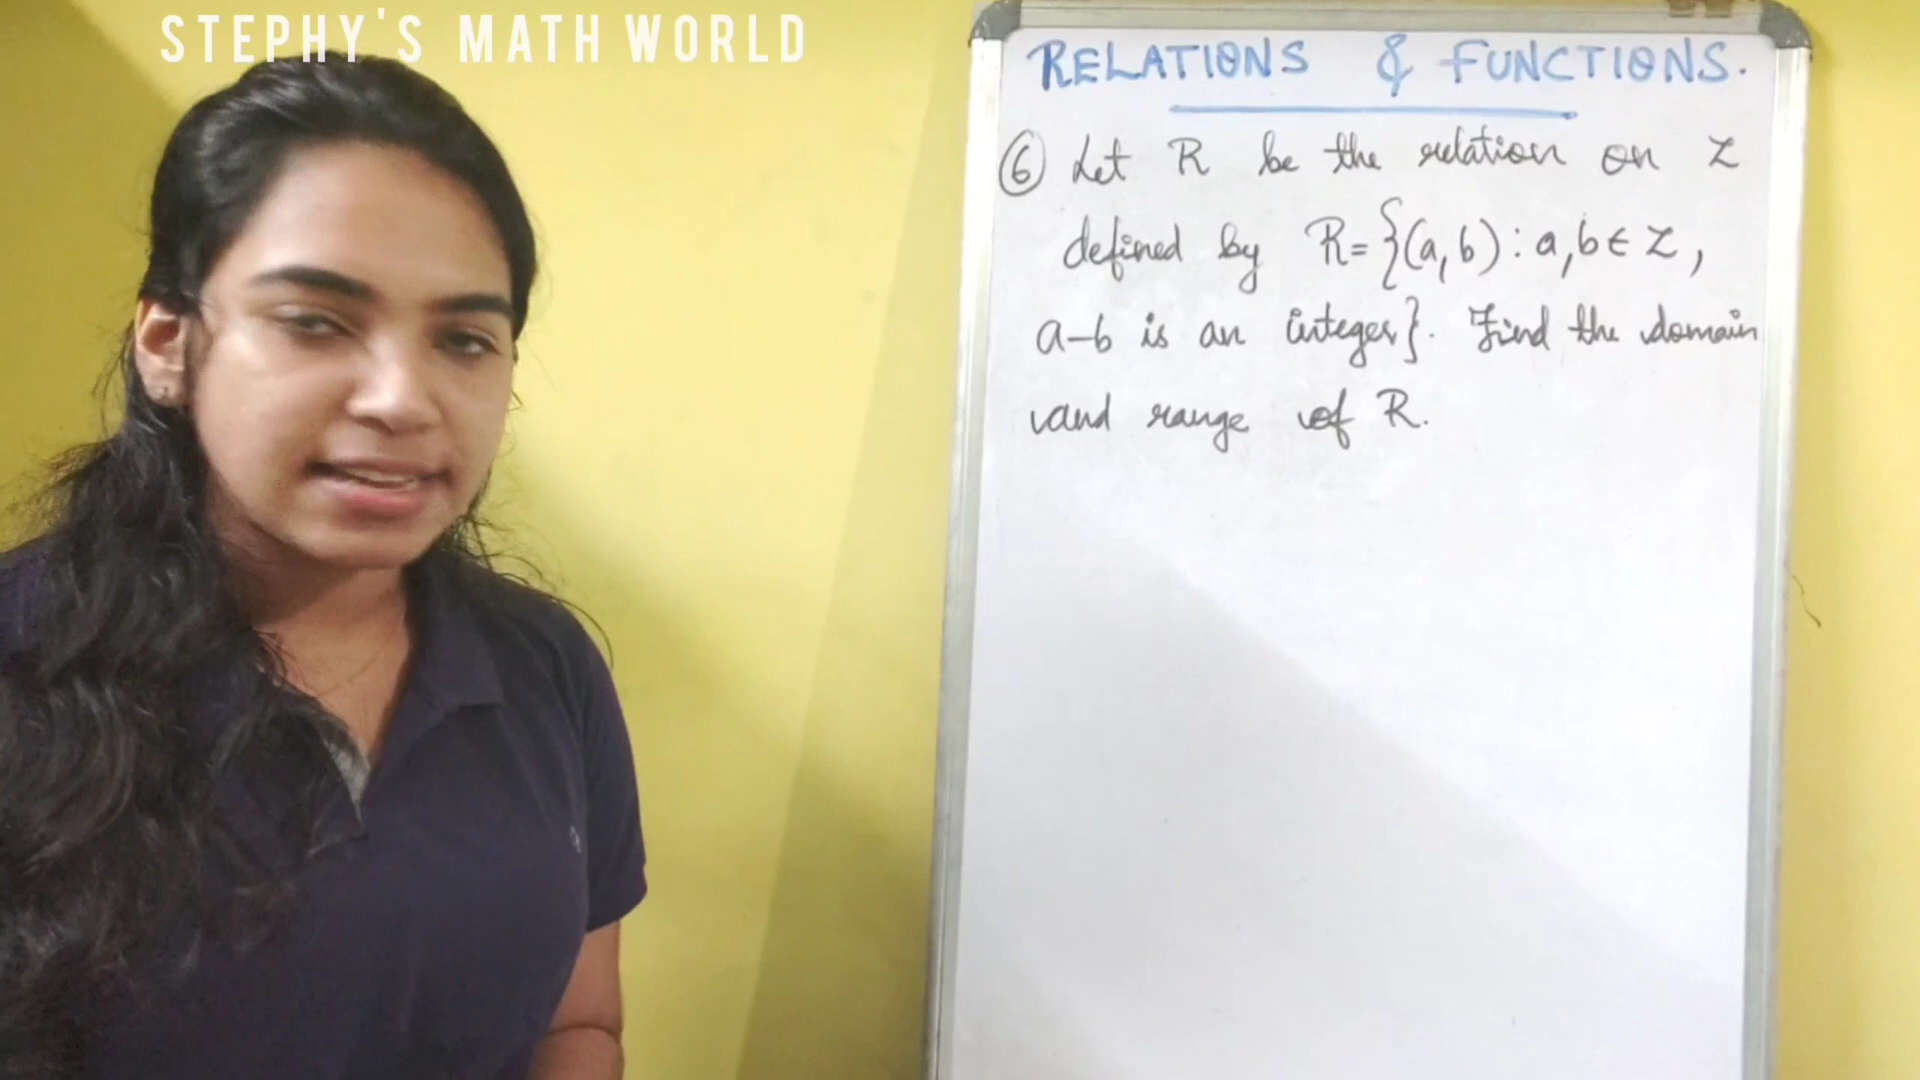 STEPHY'S MATH WORLD
RELATIONS & FUNCTIONS.
⑥ Let R be the relation on Z
defined by R={(a,b):a,b∈Z,
a-b is an integer}. Find the domain
and range of R.